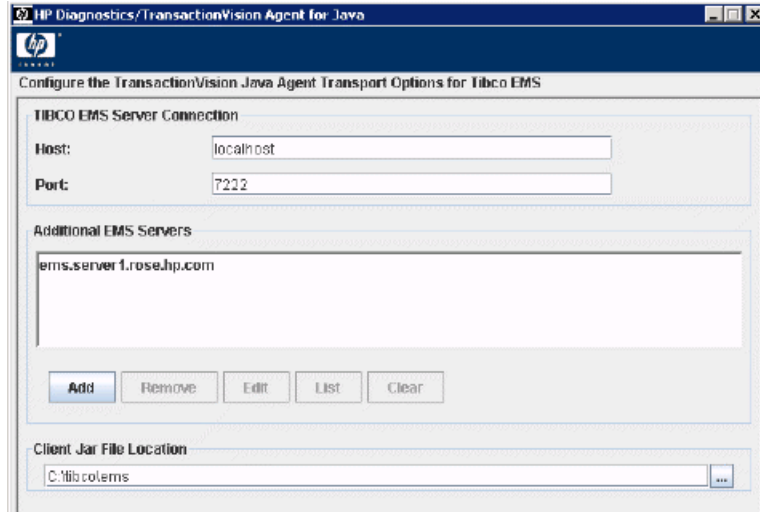 HP Diagnostics/TransactionVision Agent for Java
hp
invent
Configure the TransactionVision Java Agent Transport Options for Tibco EMS
TIBCO EMS Server Connection
Host: localhost
Port: 7222
Additional EMS Servers
ems.server1.rose.hp.com
Add Remove Edit List Clear
Client Jar File Location
C:\tibco\ems ...